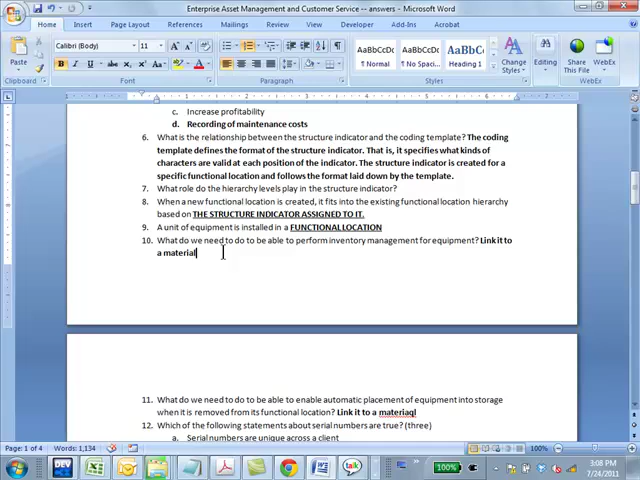 Enterprise Asset Management and Customer Service -- answers - Microsoft Word
Home Insert Page Layout References Mailings Review View Developer Add-Ins Acrobat
Paste
Calibri (Body) 11
AaBbCcDc AaBbCcDc AaBbCc
¶ Normal ¶ No Spaci... Heading 1
Change Styles
Editing
Share This File
WebEx
Clipboard Font Paragraph Styles WebEx
c. Increase profitability
d. Recording of maintenance costs
6. What is the relationship between the structure indicator and the coding template? The coding
template defines the format of the structure indicator. That is, it specifies what kinds of
characters are valid at each position of the indicator. The structure indicator is created for a
specific functional location and follows the format laid down by the template.
7. What role do the hierarchy levels play in the structure indicator?
8. When a new functional location is created, it fits into the existing functional location hierarchy
based on THE STRUCTURE INDICATOR ASSIGNED TO IT.
9. A unit of equipment is installed in a FUNCTIONAL LOCATION
10. What do we need to do to be able to perform inventory management for equipment? Link it to
a material
11. What do we need to do to be able to enable automatic placement of equipment into storage
when it is removed from its functional location? Link it to a materiaql
12. Which of the following statements about serial numbers are true? (three)
a. Serial numbers are unique across a client
Page: 1 of 4 Words: 1,134 100%
DEV talk 100% 3:08 PM
7/24/2011